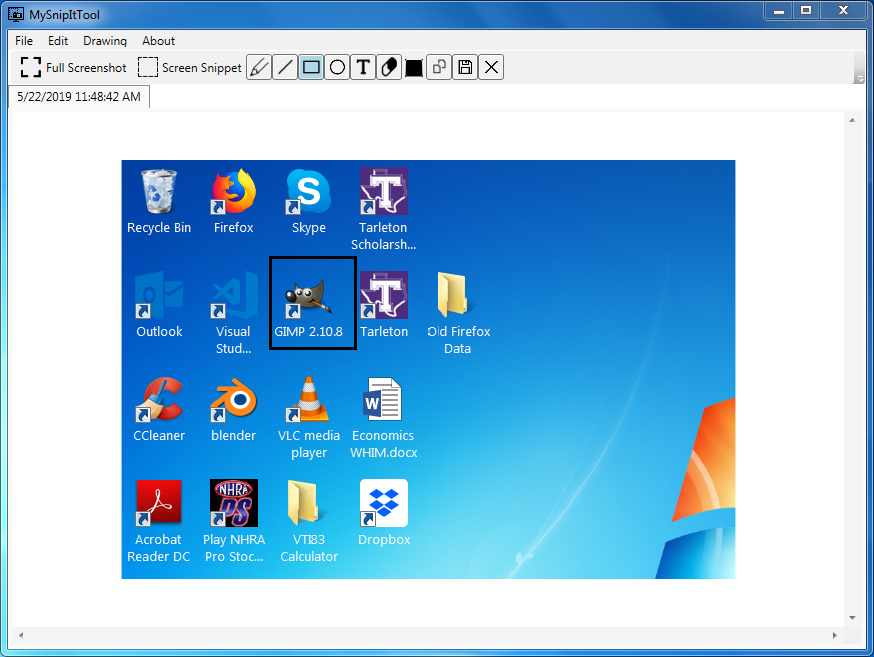 MySnipItTool
File Edit Drawing About
Full Screenshot Screen Snippet T
5/22/2019 11:48:42 AM
Recycle Bin
Firefox
S
Skype
T
Tarleton
Scholarsh...
Outlook
Visual
Stud...
GIMP 2.10.8
T
Tarleton
Old Firefox
Data
CCleaner
blender
VLC media
player
W
Economics
WHIM.docx
Acrobat
Reader DC
NHRA
PS
Play NHRA
Pro Stoc...
VTI83
Calculator
Dropbox